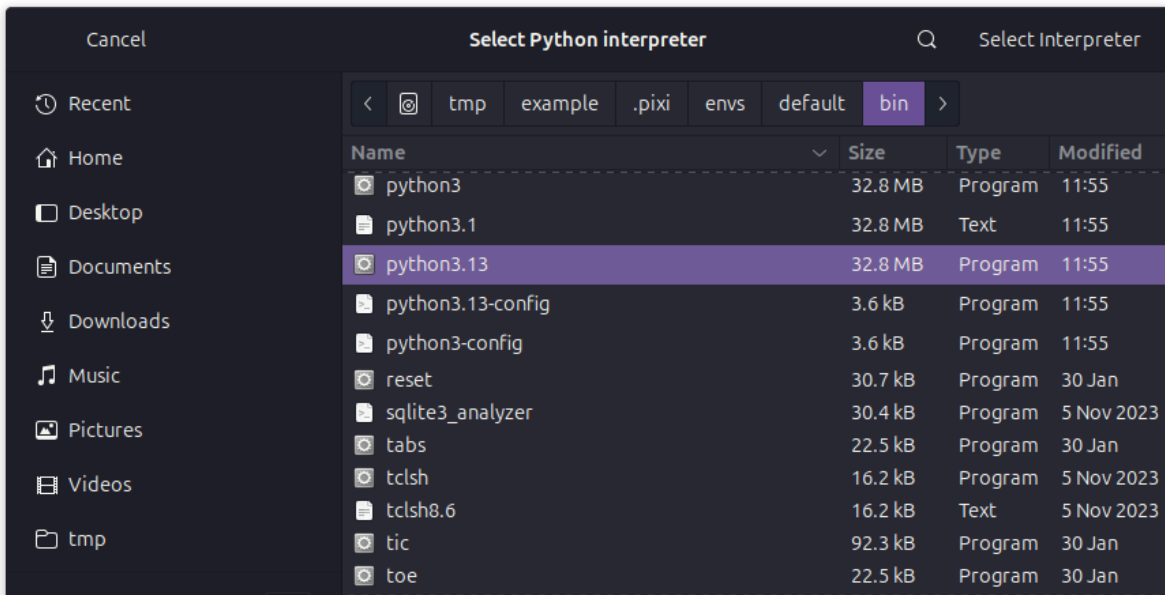 Cancel Select Python interpreter Select Interpreter
Recent
Home
Desktop
Documents
Downloads
Music
Pictures
Videos
tmp
tmp example .pixi envs default bin
Name Size Type Modified
python3 32.8 MB Program 11:55
python3.1 32.8 MB Text 11:55
python3.13 32.8 MB Program 11:55
python3.13-config 3.6 kB Program 11:55
python3-config 3.6 kB Program 11:55
reset 30.7 kB Program 30 Jan
sqlite3_analyzer 30.4 kB Program 5 Nov 2023
tabs 22.5 kB Program 30 Jan
tclsh 16.2 kB Program 5 Nov 2023
tclsh8.6 16.2 kB Text 5 Nov 2023
tic 92.3 kB Program 30 Jan
toe 22.5 kB Program 30 Jan